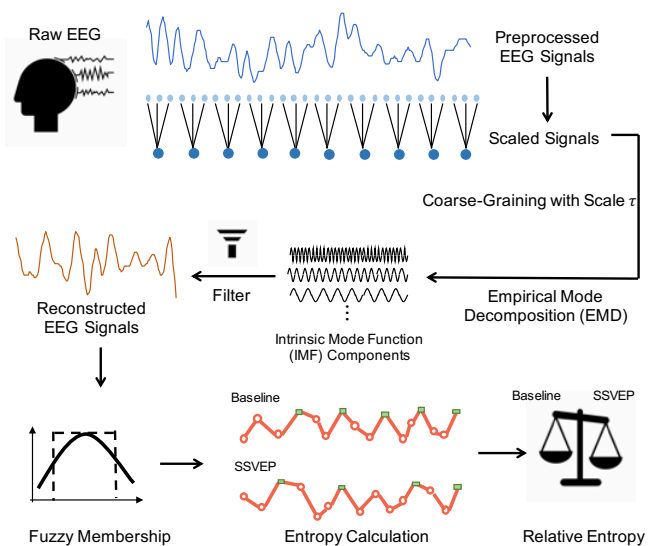 Raw EEG
Preprocessed
EEG Signals
Scaled Signals
Coarse-Graining with Scale τ
Empirical Mode
Decomposition (EMD)
Intrinsic Mode Function
(IMF) Components
Filter
Reconstructed
EEG Signals
Fuzzy Membership
Baseline
SSVEP
Entropy Calculation
Baseline SSVEP
Relative Entropy